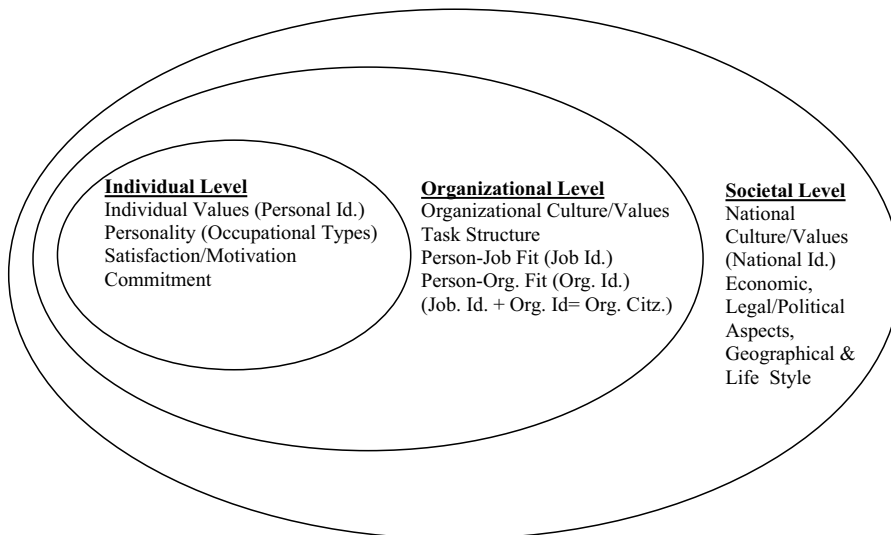 Individual Level
Individual Values (Personal Id.)
Personality (Occupational Types)
Satisfaction/Motivation
Commitment
Organizational Level
Organizational Culture/Values
Task Structure
Person-Job Fit (Job Id.)
Person-Org. Fit (Org. Id.)
(Job. Id. + Org. Id= Org. Citz.)
Societal Level
National
Culture/Values
(National Id.)
Economic,
Legal/Political
Aspects,
Geographical &
Life Style